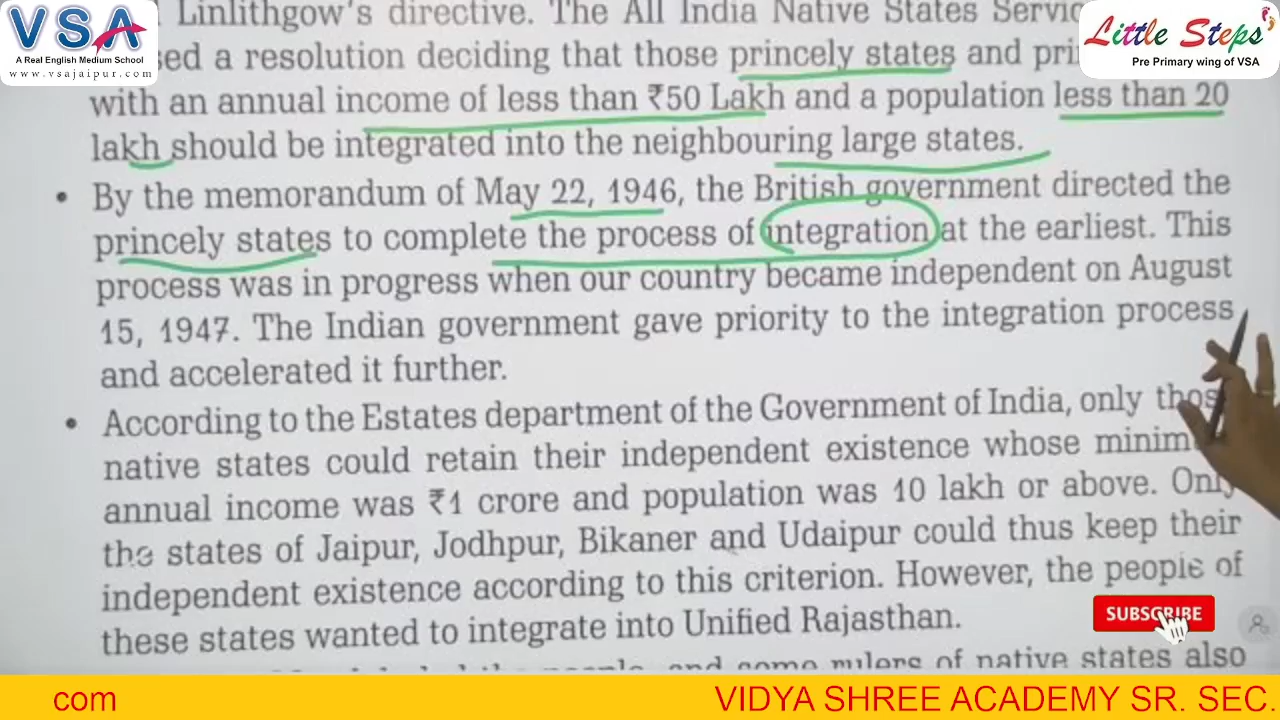 VSA
A Real English Medium School
www.vsajaipur.com
Little Steps
Pre Primary wing of VSA
Linlithgow's directive. The All India Native States
a resolution deciding that those princely states and
with an annual income of less than ₹50 Lakh and a population less than 20
lakh should be integrated into the neighbouring large states.
• By the memorandum of May 22, 1946, the British government directed the
princely states to complete the process of integration at the earliest. This
process was in progress when our country became independent on August
15, 1947. The Indian government gave priority to the integration process
and accelerated it further.
• According to the Estates department of the Government of India, only
native states could retain their independent existence whose
annual income was ₹1 crore and population was 10 lakh or above. Only
the states of Jaipur, Jodhpur, Bikaner and Udaipur could thus keep their
independent existence according to this criterion. However, the people of
these states wanted to integrate into Unified Rajasthan.
the people, and some rulers of native states also
SUBSCRIBE
com VIDYA SHREE ACADEMY SR. SEC.